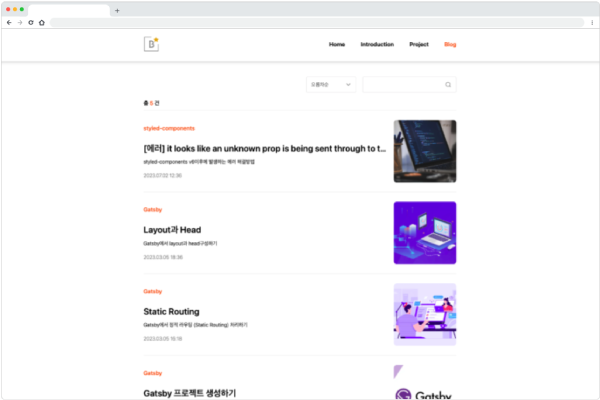 B
Home Introduction Project Blog
총 5 건
styled-components
[에러] it looks like an unknown prop is being sent through to t...
styled-components v6이후에 발생하는 에러 해결방법
2023.07.02 13:36
Gatsby
Layout과 Head
Gatsby에서 layout과 head구성하기
2023.03.05 18:36
Gatsby
Static Routing
Gatsby에서 정적 라우팅 (Static Routing) 처리하기
2023.03.05 15:18
Gatsby
Gatsby 프로젝트 생성하기
Gatsby